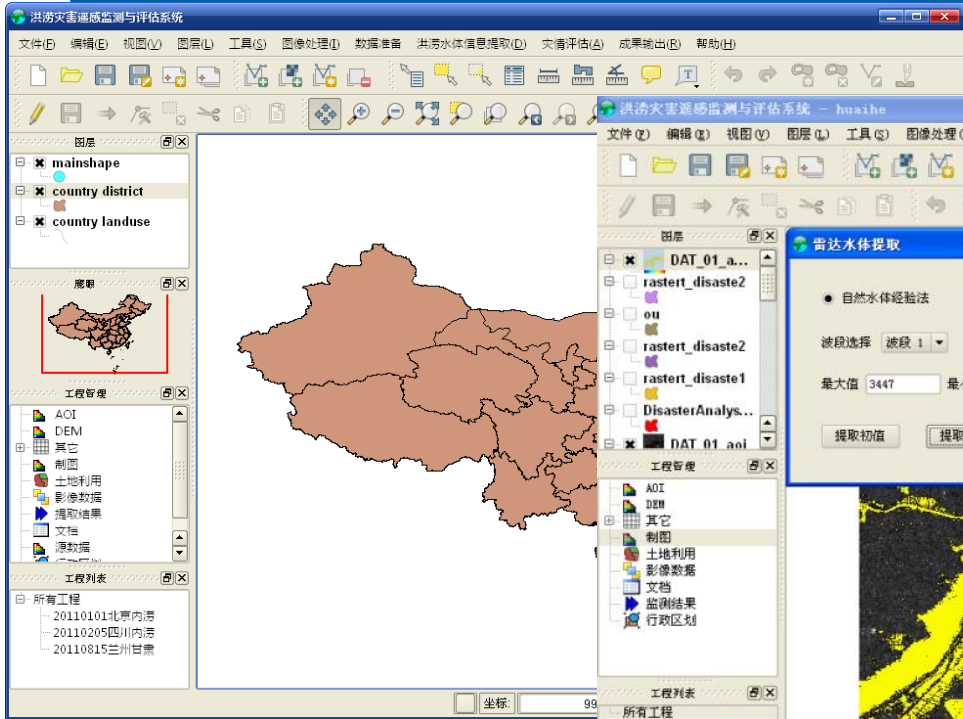 洪涝灾害遥感监测与评估系统
文件(F) 编辑(E) 视图(V) 图层(L) 工具(S) 图像处理(I) 数据准备 洪涝水体信息提取(D) 灾情评估(A) 成果输出(R) 帮助(H)
图层
mainshape
country district
country landuse
鹰眼
工程管理
AOI
DEM
其它
制图
土地利用
影像数据
提取结果
文档
源数据
行政区划
工程列表
所有工程
20110101北京内涝
20110205四川内涝
20110815兰州甘肃
坐标:
99
洪涝灾害遥感监测与评估系统 - huaihe
文件(F) 编辑(E) 视图(V) 图层(L) 工具(S) 图像处理(
图层
DAT_01_a...
rastert_disaste2
ou
rastert_disaste2
rastert_disaste1
DisasterAnalys...
DAT_01_aoi
工程管理
AOI
DEM
其它
制图
土地利用
影像数据
文档
监测结果
行政区划
工程列表
所有工程
雷达水体提取
自然水体经验法
波段选择 波段 1
最大值 3447 最
提取初值 提取